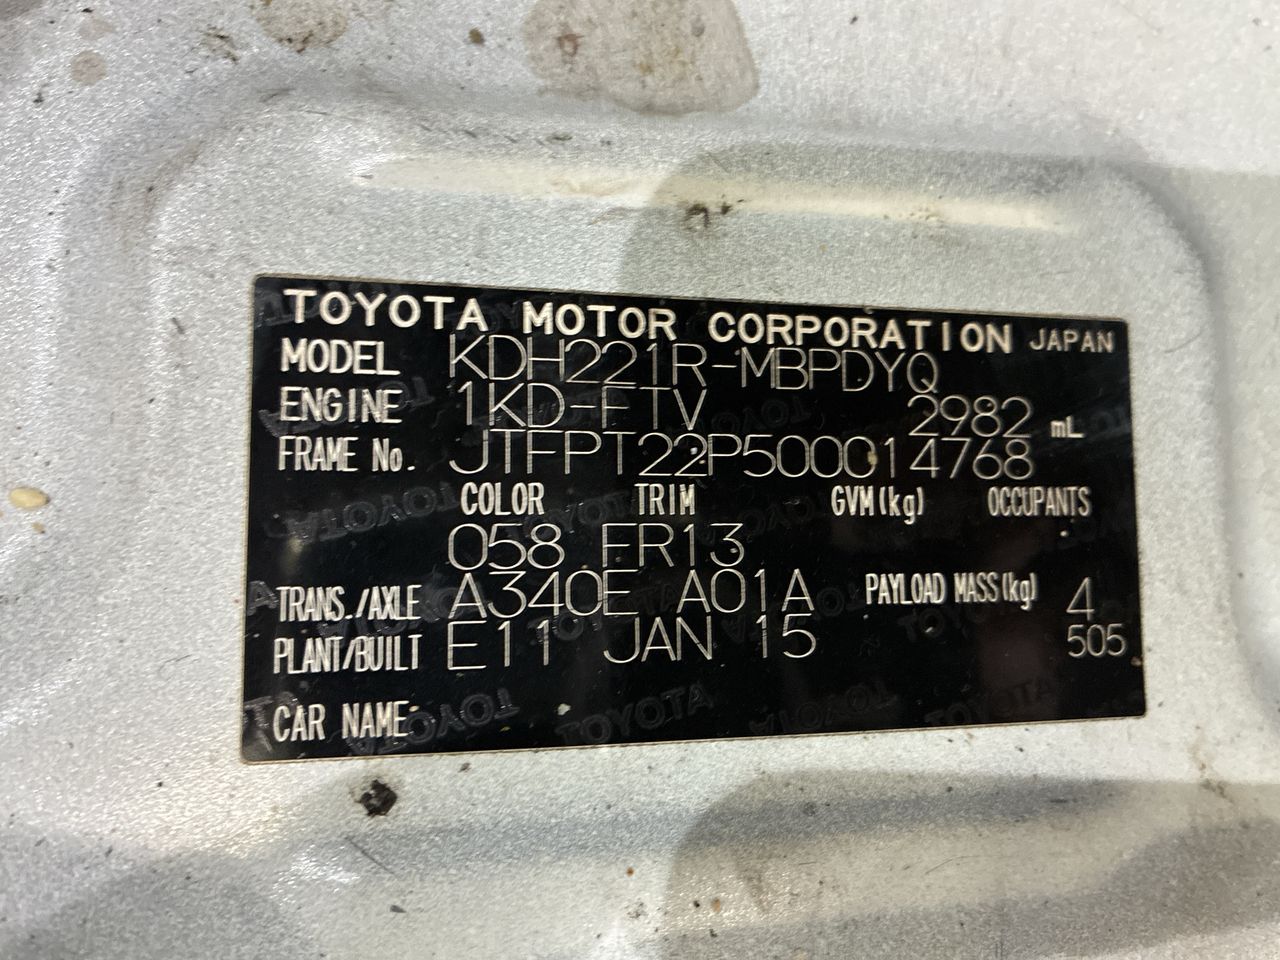 TOYOTA MOTOR CORPORATION JAPAN
MODEL KDH221R-MBPDYQ
ENGINE 1KD-FTV 2982 mL
FRAME No. JTFPT22P500014768
COLOR TRIM GVM(kg) OCCUPANTS
058 FR13
TRANS./AXLE A340E A01A PAYLOAD MASS(kg) 4
PLANT/BUILT E11 JAN 15 505
CAR NAME